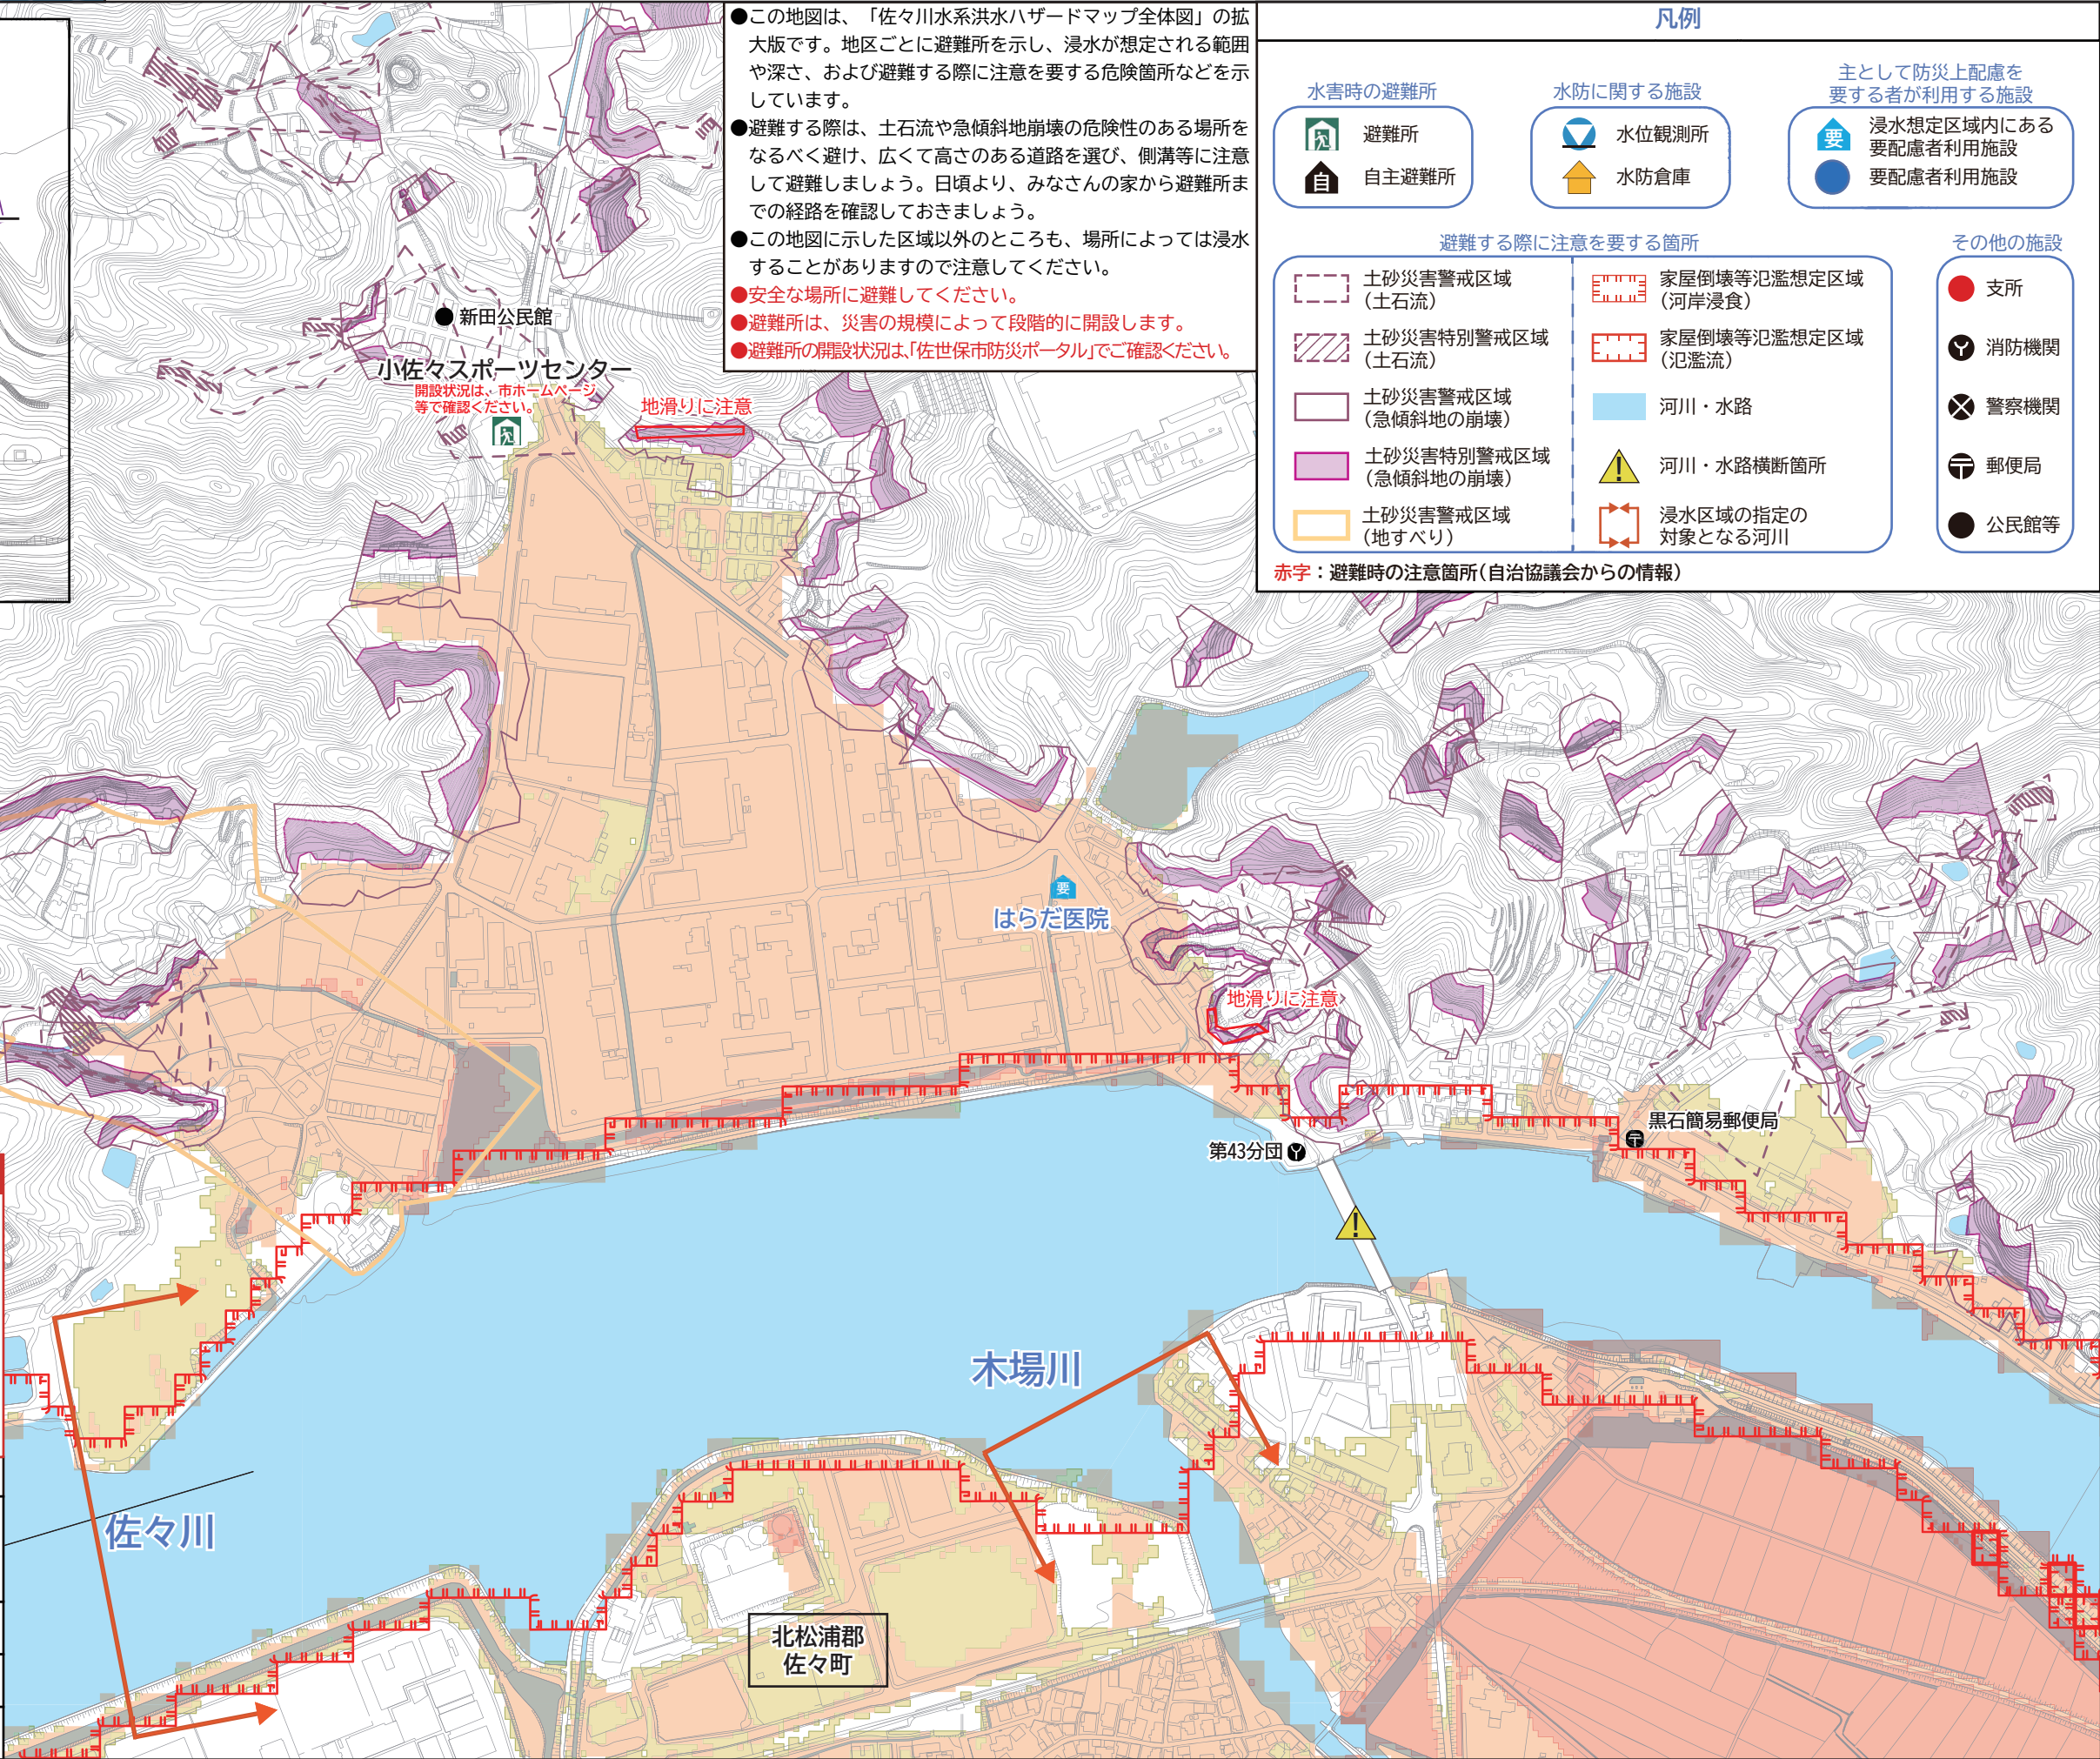 ●この地図は、「佐々川水系洪水ハザードマップ全体図」の拡
大版です。地区ごとに避難所を示し、浸水が想定される範囲
や深さ、および避難する際に注意を要する危険箇所などを示
しています。
●避難する際は、土石流や急傾斜地崩壊の危険性のある場所を
なるべく避け、広くて高さのある道路を選び、側溝等に注意
して避難しましょう。日頃より、みなさんの家から避難所ま
での経路を確認しておきましょう。
●この地図に示した区域以外のところも、場所によっては浸水
することがありますので注意してください。
●安全な場所に避難してください。
●避難所は、災害の規模によって段階的に開設します。
●避難所の開設状況は、「佐世保市防災ポータル」でご確認ください。
凡例
水害時の避難所
避難所
自
自主避難所
水防に関する施設
水位観測所
水防倉庫
主として防災上配慮を
要する者が利用する施設
要
浸水想定区域内にある
要配慮者利用施設
要配慮者利用施設
避難する際に注意を要する箇所
土砂災害警戒区域
（土石流）
土砂災害特別警戒区域
（土石流）
土砂災害警戒区域
（急傾斜地の崩壊）
土砂災害特別警戒区域
（急傾斜地の崩壊）
土砂災害警戒区域
（地すべり）
家屋倒壊等氾濫想定区域
（河岸浸食）
家屋倒壊等氾濫想定区域
（氾濫流）
河川・水路
河川・水路横断箇所
浸水区域の指定の
対象となる河川
その他の施設
支所
消防機関
警察機関
郵便局
公民館等
赤字：避難時の注意箇所（自治協議会からの情報）
新田公民館
小佐々スポーツセンター
開設状況は、市ホームページ
等で確認ください。
地滑りに注意
要
はらだ医院
地滑りに注意
黒石簡易郵便局
第43分団
木場川
佐々川
北松浦郡
佐々町